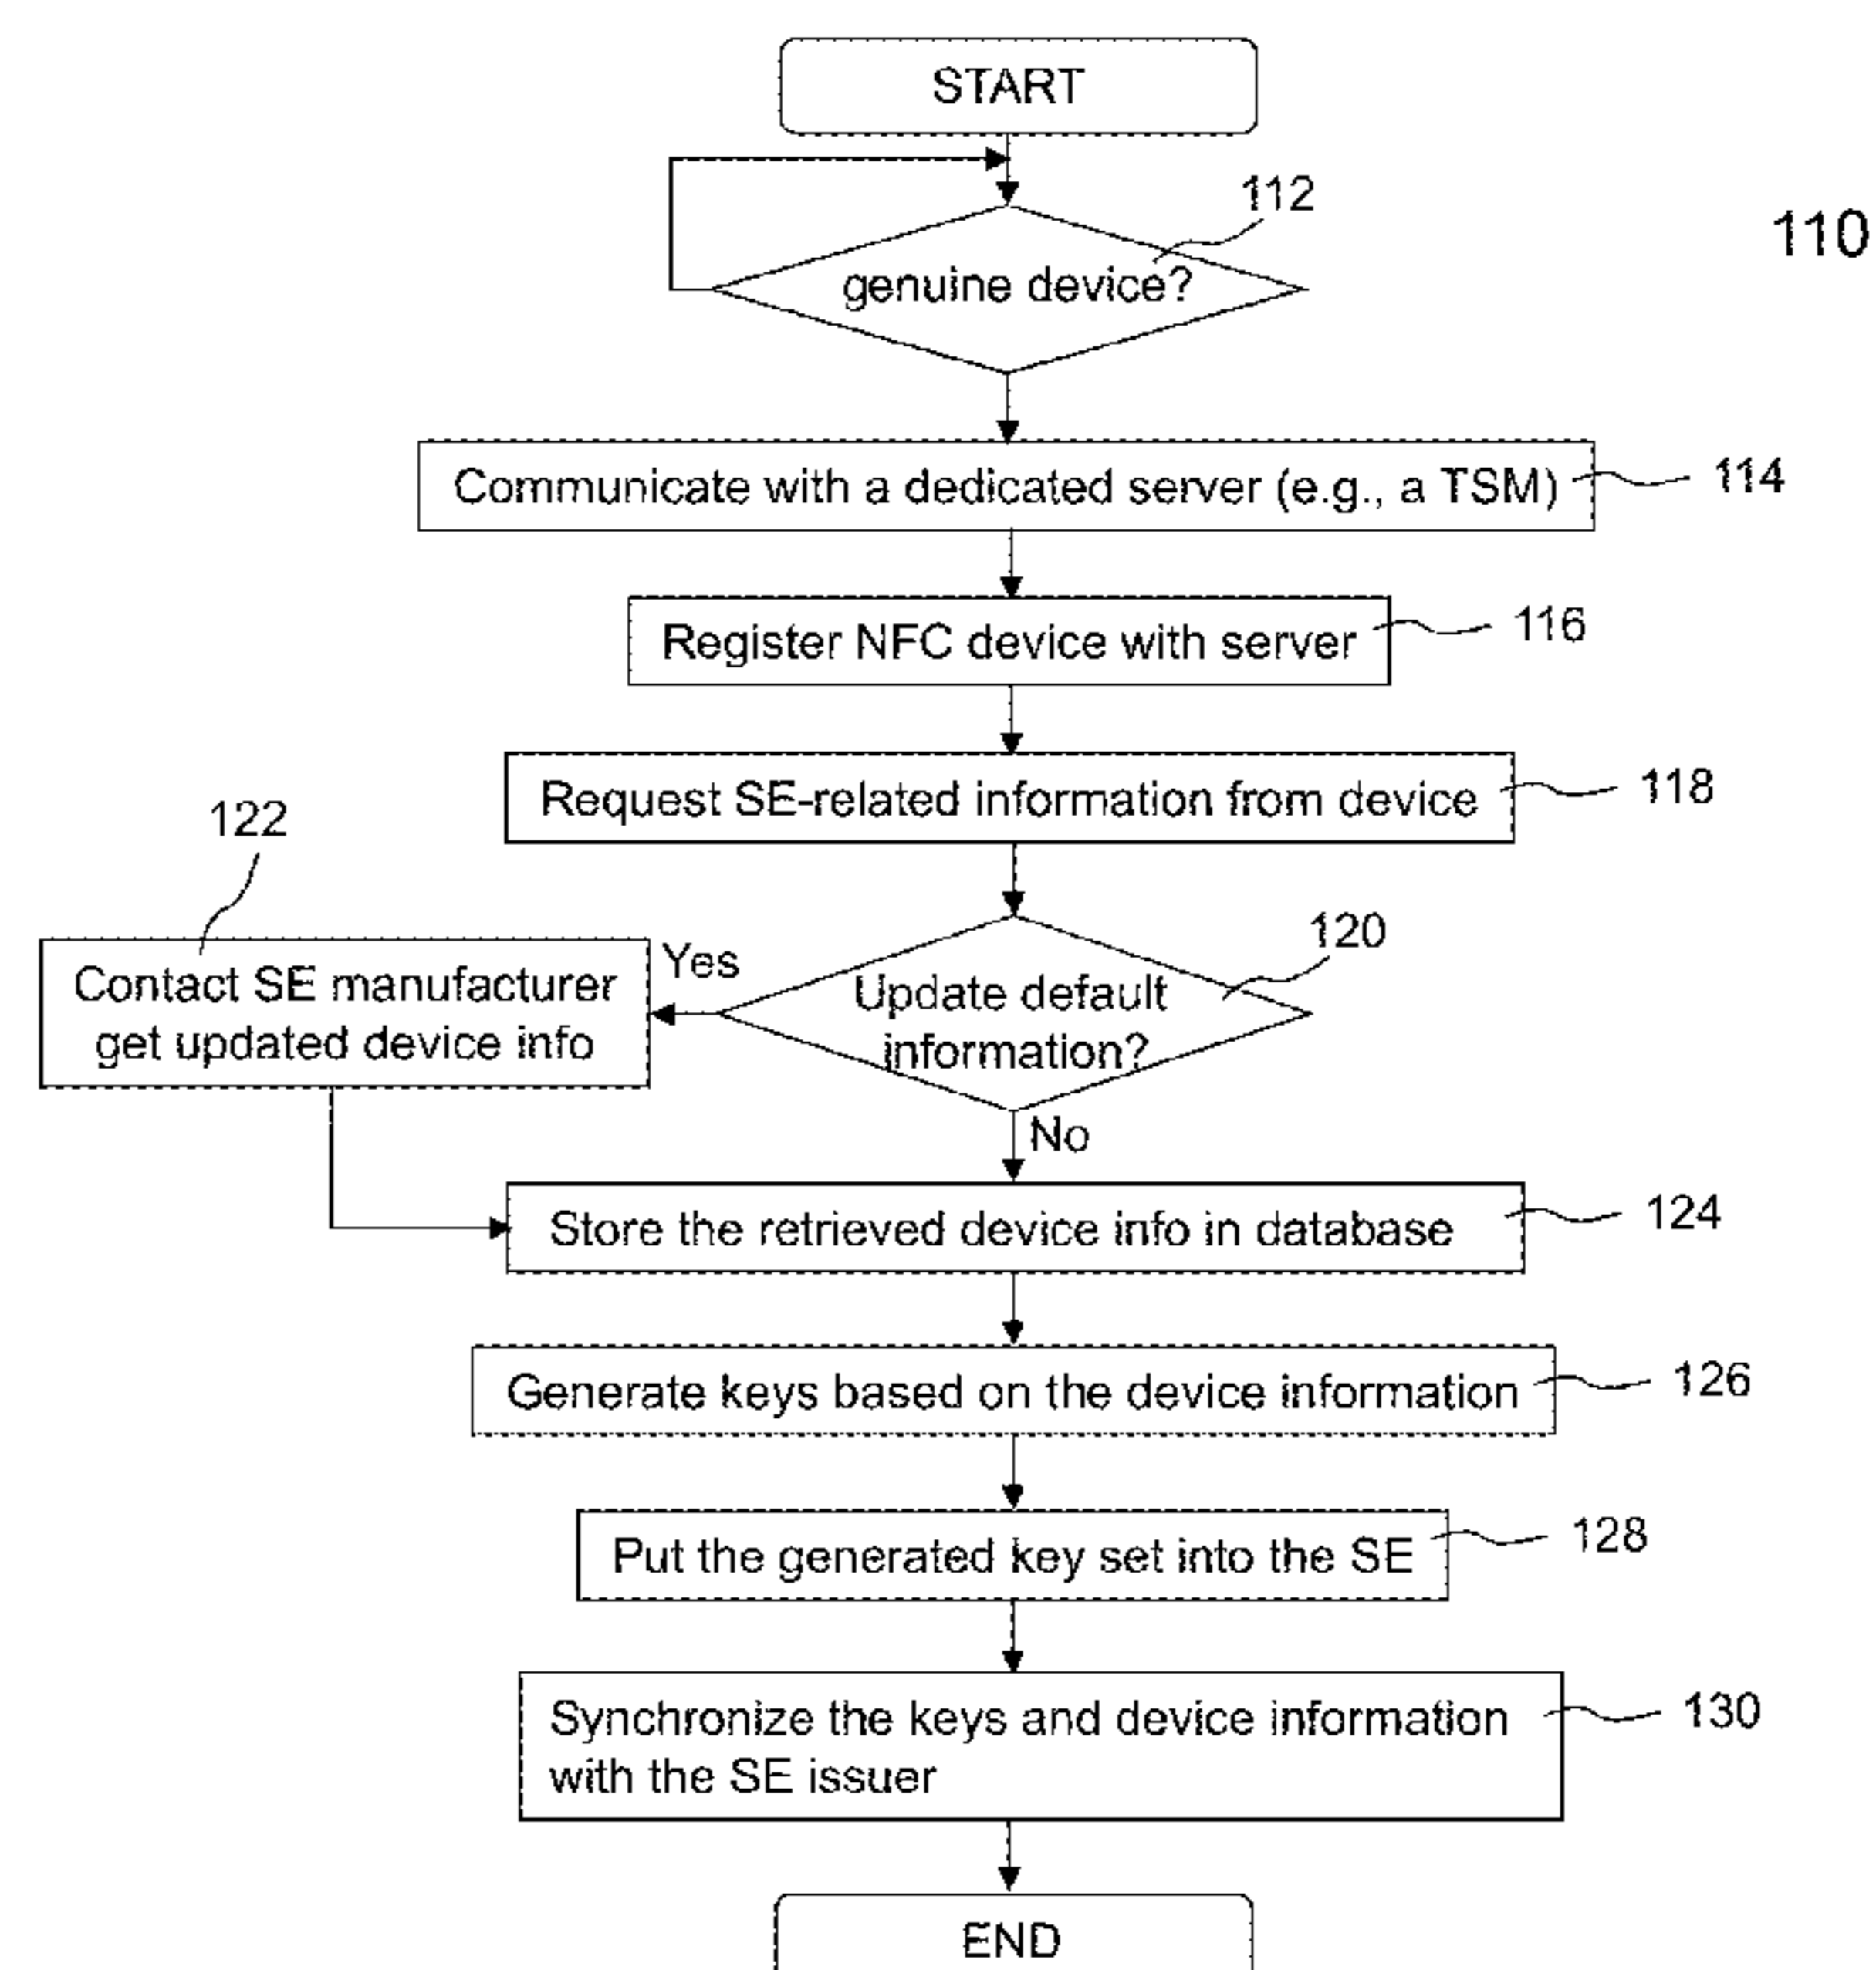 START
112
110
genuine device?
Communicate with a dedicated server (e.g., a TSM)
114
Register NFC device with server
116
Request SE-related information from device
118
122
120
Yes
Contact SE manufacturer
get updated device info
Update default
information?
No
Store the retrieved device info in database
124
Generate keys based on the device information
126
Put the generated key set into the SE
128
Synchronize the keys and device information
with the SE issuer
130
END